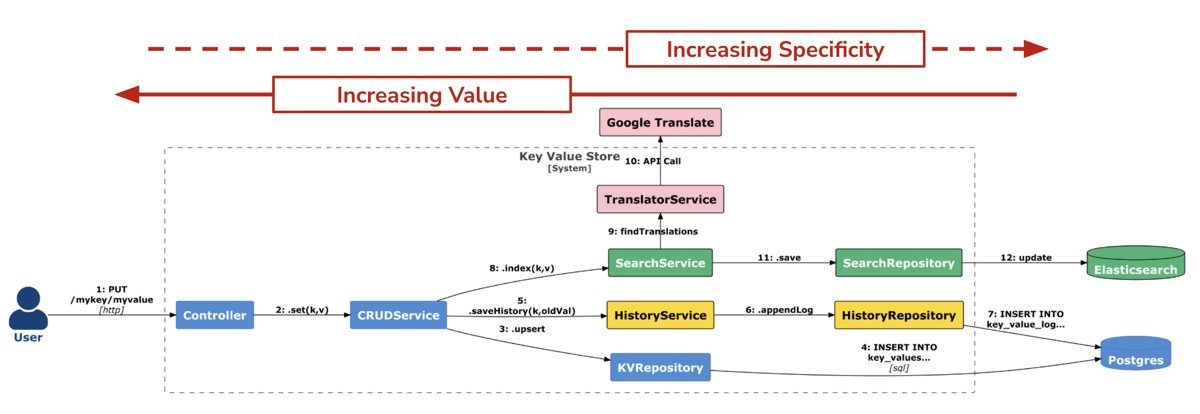 Increasing Specificity
Increasing Value
Google Translate
Key Value Store
[System]
10: API Call
TranslatorService
9: findTranslations
8: .index(k,v)
SearchService
11: .save
SearchRepository
12: update
Elasticsearch
1: PUT
/mykey/myvalue
[http]
User
Controller
2: .set(k,v)
CRUDService
5:
.saveHistory(k,oldVal)
HistoryService
6: .appendLog
HistoryRepository
7: INSERT INTO
key_value_log...
3: .upsert
KVRepository
4: INSERT INTO
key_values...
[sql]
Postgres